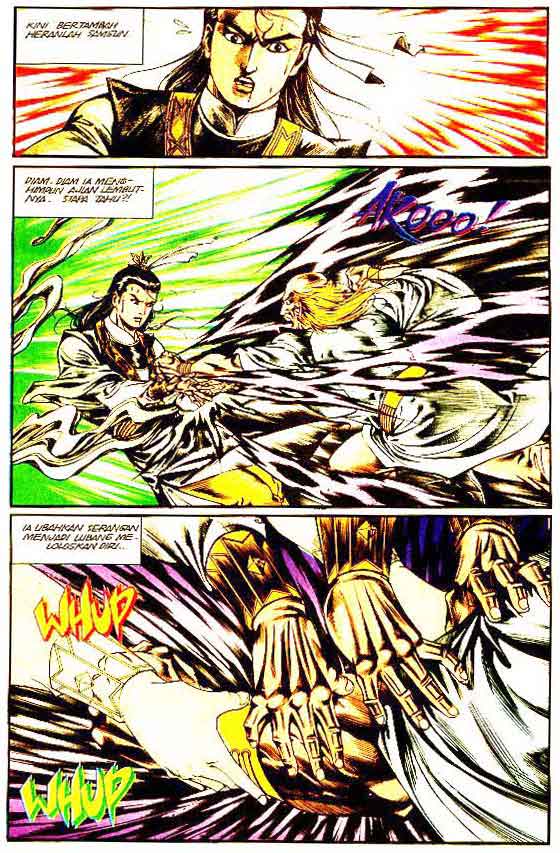 KINI BERTAMBAH
HERANLAH SAMSUN
DIAM. DIAM IA MENG-
HIMPUN AJIAN LEMBUT-
NYA. SIAPA TAHU?!
AKOOO!
IA UBAHKAN SERANGAN
MENJADI LUBANG ME-
LOLOSKAN DIRI..
WHUP
WHUP